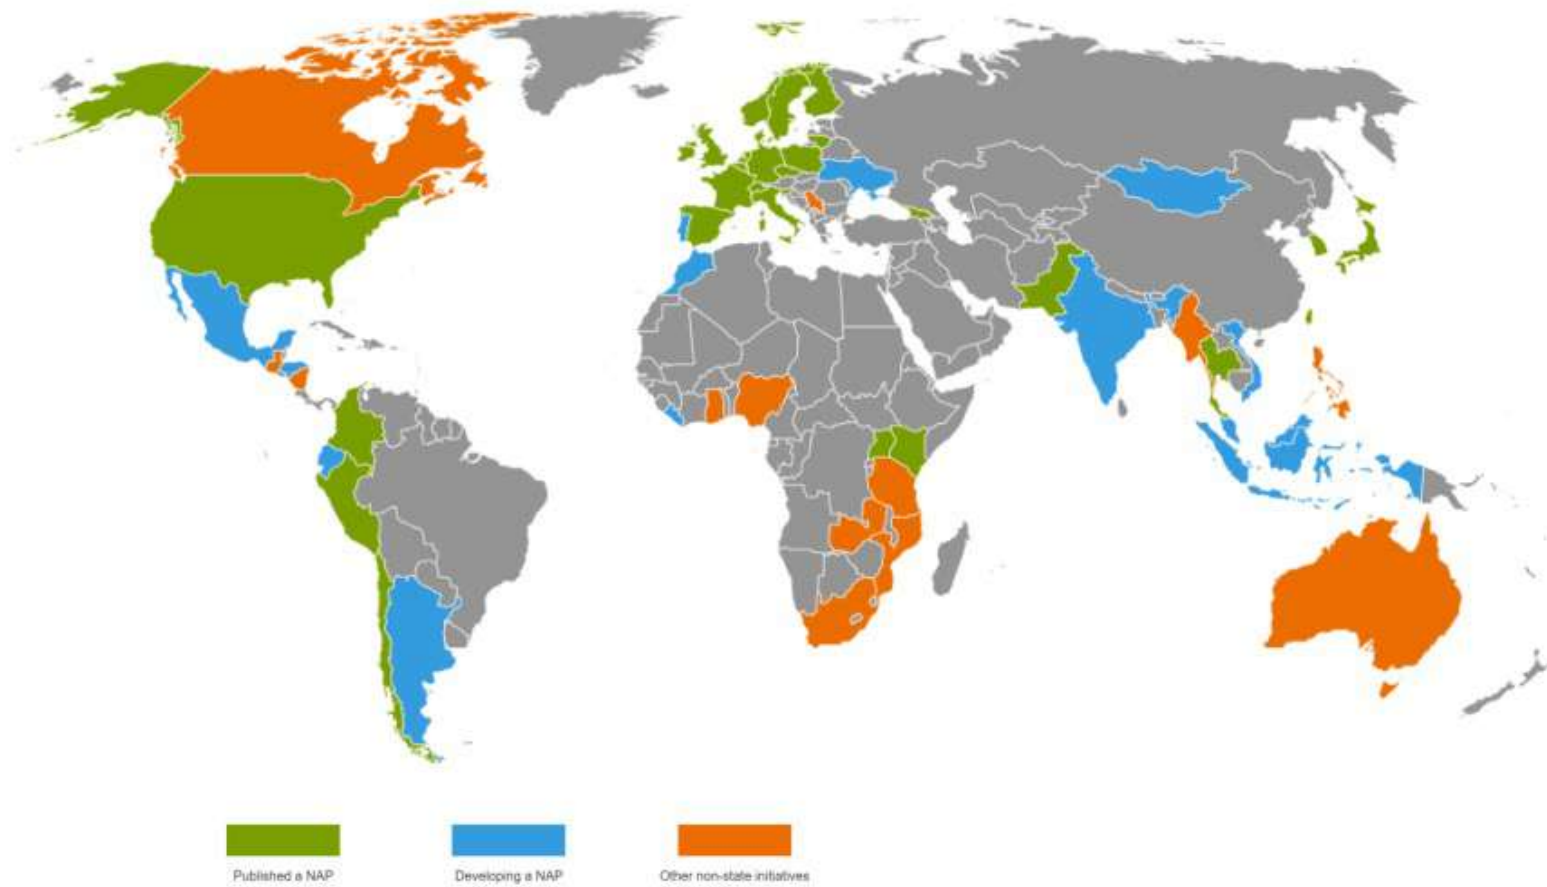 Published a NAP
Developing a NAP
Other non-state initiatives